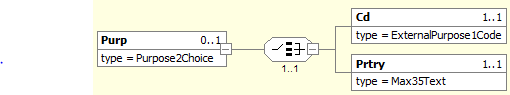 Cd 1..1
type = ExternalPurpose1Code
Purp 0..1
type = Purpose2Choice
1..1
Prtry 1..1
type = Max35Text